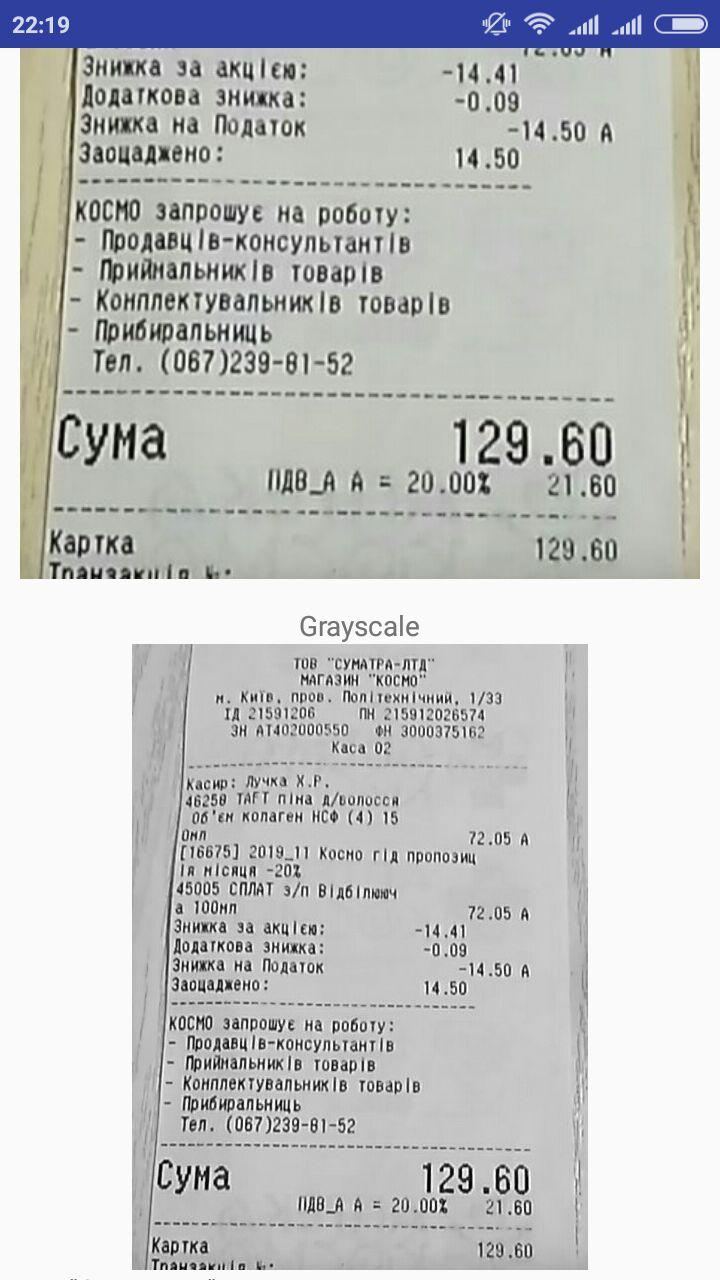 22:19
72.05 А
Знижка за акцією: -14.41
Додаткова знижка: -0.09
Знижка на Податок -14.50 А
Заощаджено: 14.50
КОСМО запрошує на роботу:
- Продавців-консультантів
- Приймальників товарів
- Комплектувальників товарів
- Прибиральниць
Тел. (067)239-81-52
Сума 129.60
ПДВ_А А = 20.00% 21.60
Картка 129.60
Транзакція №:
Grayscale
ТОВ "СУМАТРА-ЛТД"
МАГАЗИН "КОСМО"
м. Київ, пров. Політехнічний, 1/33
ІД 21591206 ПН 215912026574
ЗН АТ402000550 ФН 3000375162
Каса 02
Касир: Лучка Х.Р.
46258 ТАFТ піна д/волосся
Об'єм колаген НСФ (4) 15
0мл 72.05 А
[16675] 2019_11 Космо гід пропозиц
ія місяця -20%
45005 СПЛАТ з/п Відбілююч
а 100мл 72.05 А
Знижка за акцією: -14.41
Додаткова знижка: -0.09
Знижка на Податок -14.50 А
Заощаджено: 14.50
КОСМО запрошує на роботу:
- Продавців-консультантів
- Приймальників товарів
- Комплектувальників товарів
- Прибиральниць
Тел. (067)239-81-52
Сума 129.60
ПДВ_А А = 20.00% 21.60
Картка 129.60
Транзакція №: